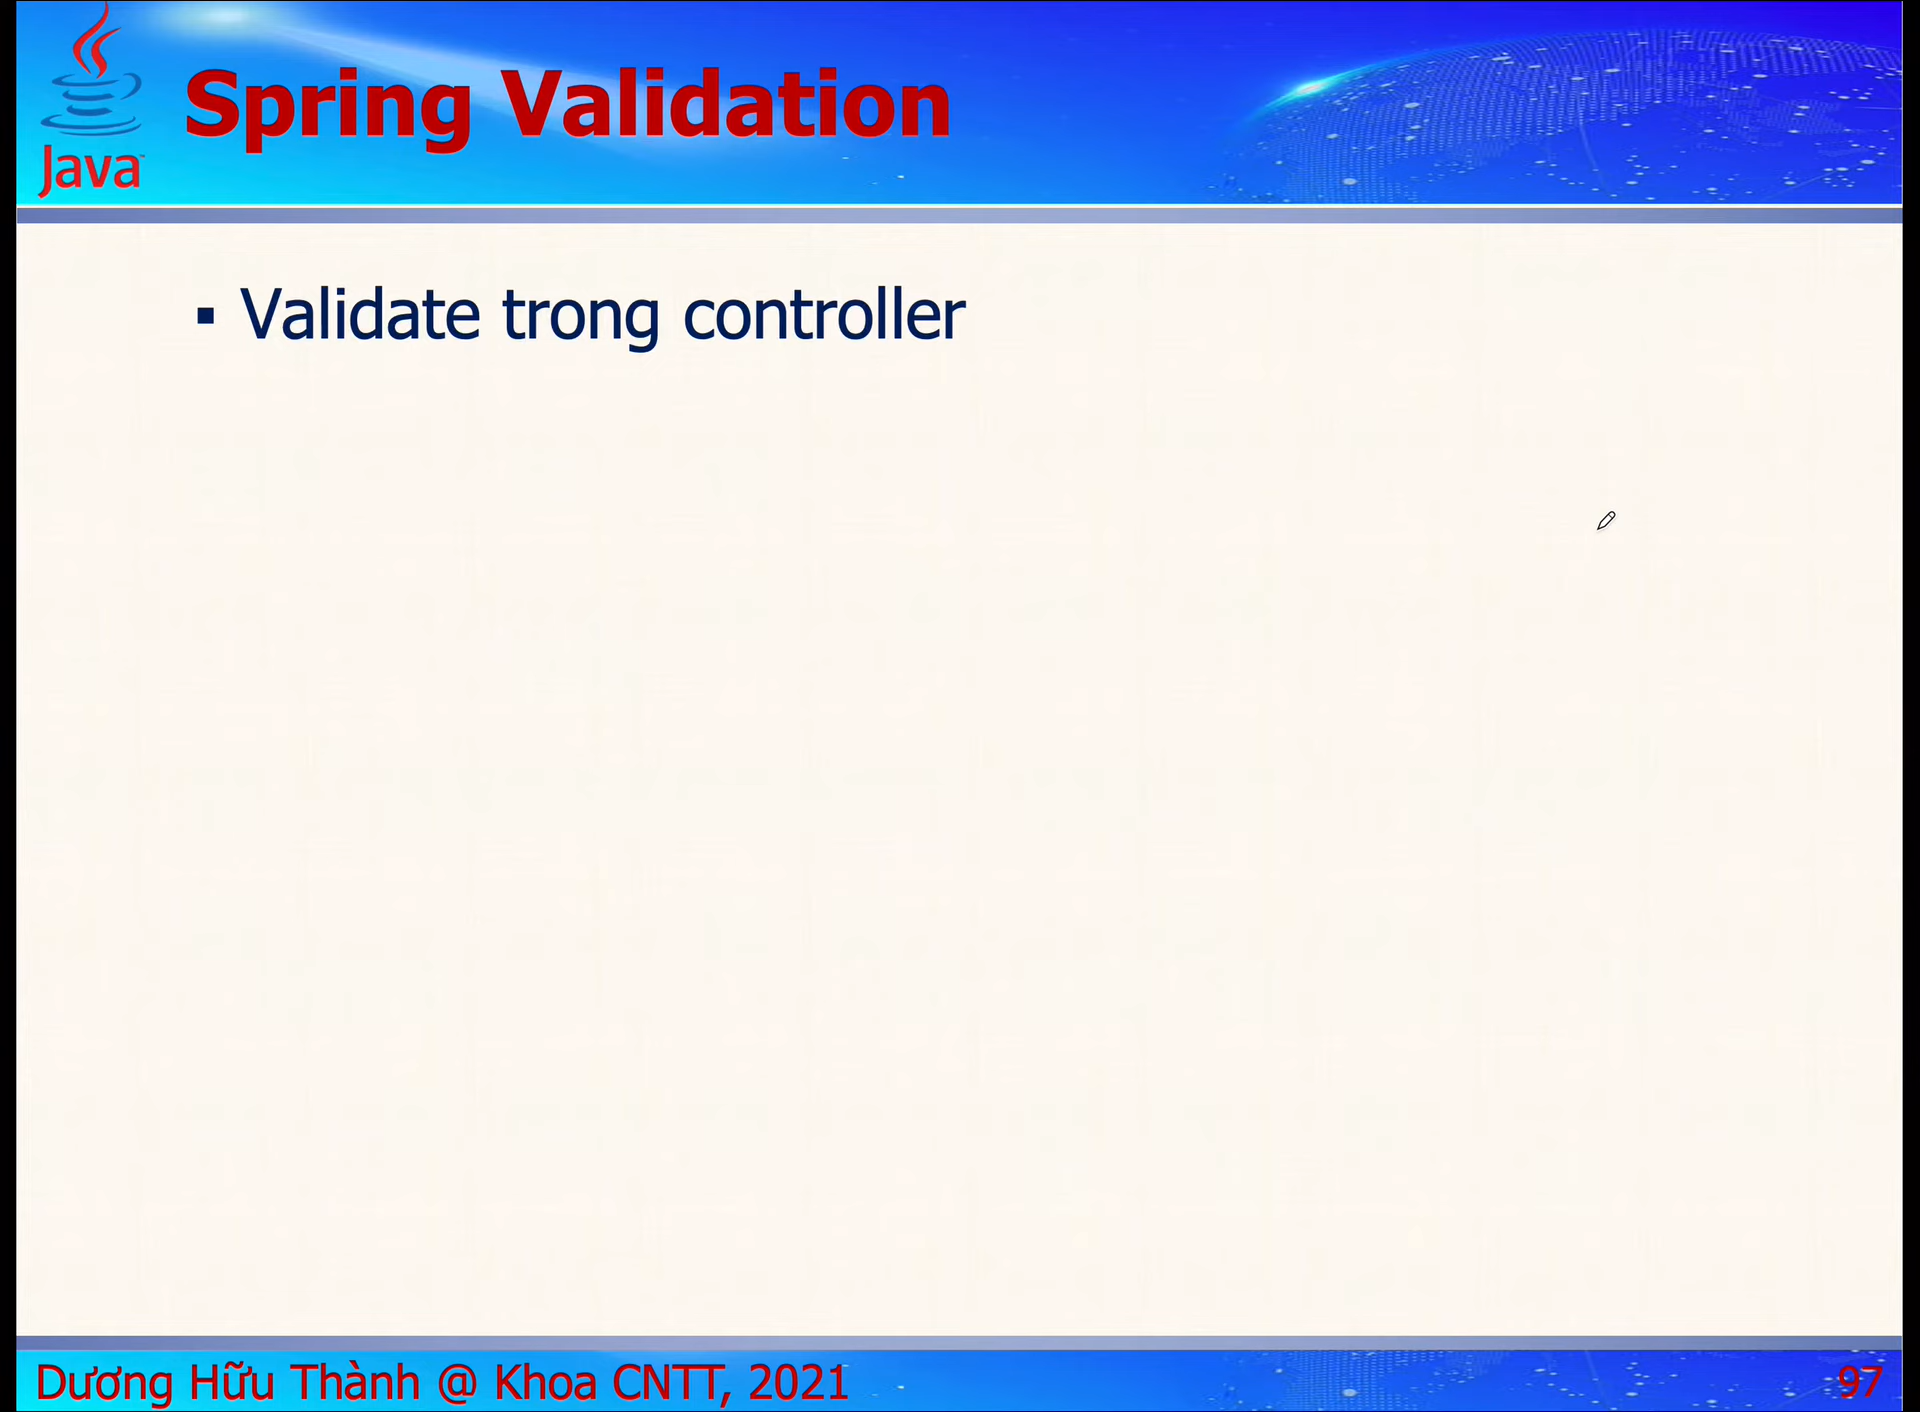 Java
Spring Validation
▪ Validate trong controller
Dương Hữu Thành @ Khoa CNTT, 2021
97